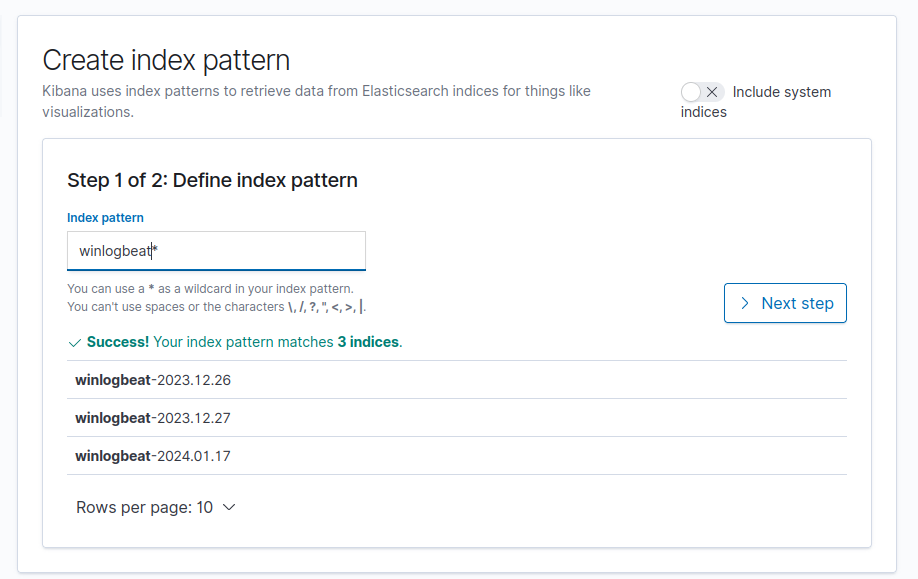 Create index pattern
Kibana uses index patterns to retrieve data from Elasticsearch indices for things like
visualizations.
Include system
indices
Step 1 of 2: Define index pattern
Index pattern
winlogbeat*
You can use a * as a wildcard in your index pattern.
You can't use spaces or the characters \, /, ?, ", <, >, |.
Next step
Success! Your index pattern matches 3 indices.
winlogbeat-2023.12.26
winlogbeat-2023.12.27
winlogbeat-2024.01.17
Rows per page: 10